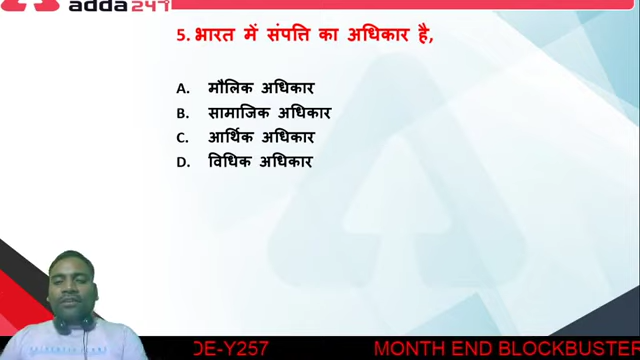 adda247
5. भारत में संपत्ति का अधिकार है,
A. मौलिक अधिकार
B. सामाजिक अधिकार
C. आर्थिक अधिकार
D. विधिक अधिकार
DE-Y257 MONTH END BLOCKBUSTER